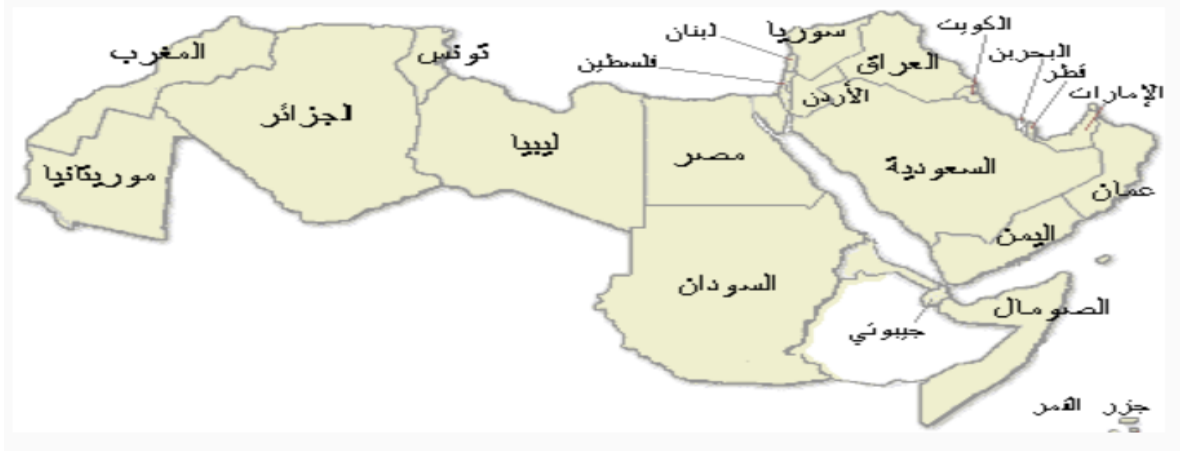 الكويت
سوريا
لبنان
المغرب
تونس
البحرين
فلسطين
العراق
قطر
الأردن
الإمارات
الجزائر
ليبيا
مصر
السعودية
موريتانيا
عمان
اليمن
السودان
الصومال
جيبوتي
جزر القمر